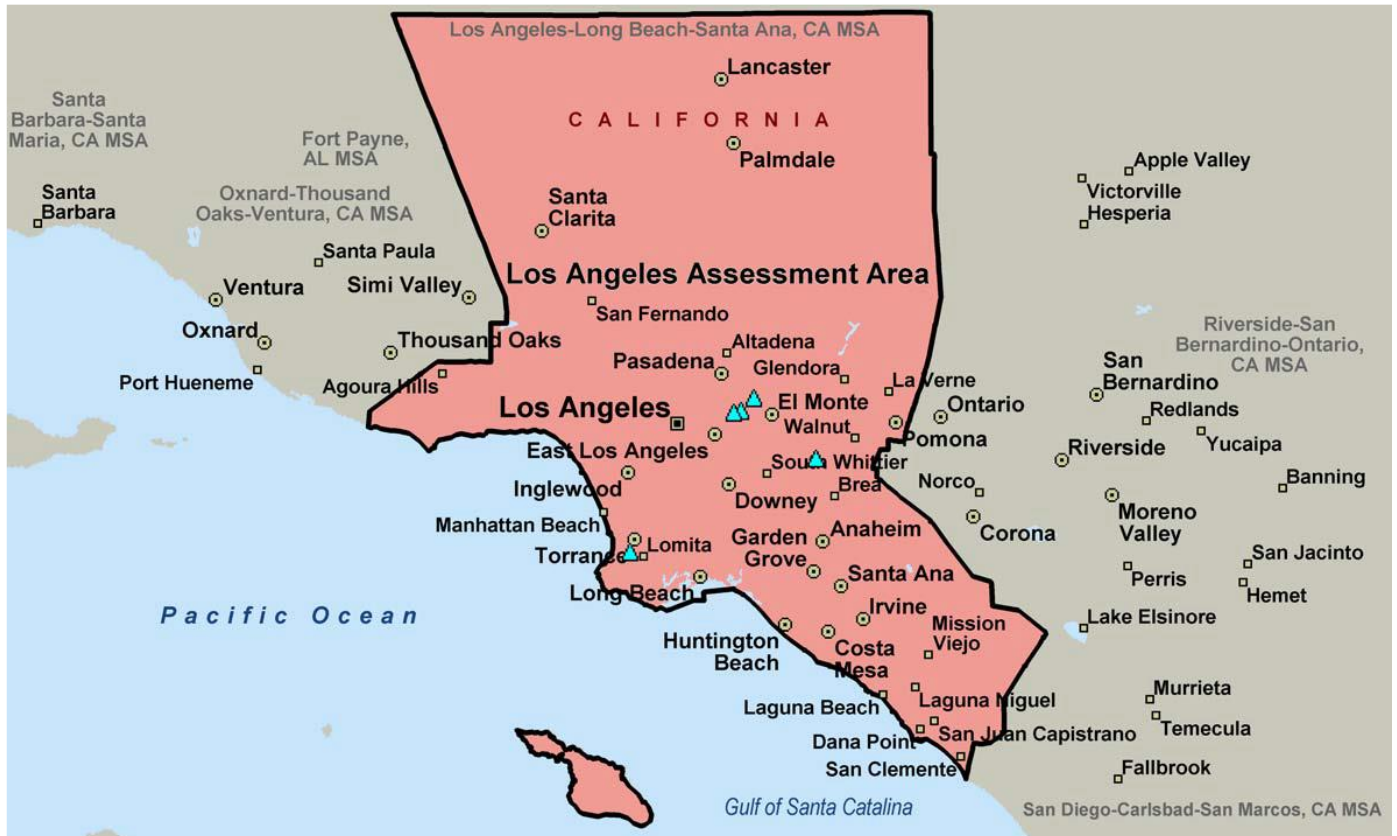 Los Angeles-Long Beach-Santa Ana, CA MSA
Lancaster
CALIFORNIA
Santa
Barbara-Santa
Maria, CA MSA
Fort Payne,
AL MSA
Palmdale
Apple Valley
Victorville
Hesperia
Santa
Barbara
Oxnard-Thousand
Oaks-Ventura, CA MSA
Santa
Clarita
Santa Paula
Los Angeles Assessment Area
Ventura
Simi Valley
San Fernando
Oxnard
Thousand Oaks
Altadena
Riverside-San
Bernardino-Ontario,
CA MSA
Port Hueneme
Agoura Hills
Pasadena
Glendora
La Verne
San
Bernardino
Los Angeles
El Monte
Ontario
Redlands
Walnut
Pomona
Yucaipa
East Los Angeles
South Whittier
Riverside
Inglewood
Downey
Brea
Norco
Banning
Manhattan Beach
Moreno
Valley
Corona
Garden
Grove
Anaheim
Torrance
Lomita
San Jacinto
Perris
Hemet
Long Beach
Santa Ana
Pacific Ocean
Irvine
Lake Elsinore
Huntington
Beach
Costa
Mesa
Mission
Viejo
Laguna Beach
Laguna Niguel
Murrieta
Temecula
Dana Point
San Juan Capistrano
San Clemente
Fallbrook
Gulf of Santa Catalina
San Diego-Carlsbad-San Marcos, CA MSA